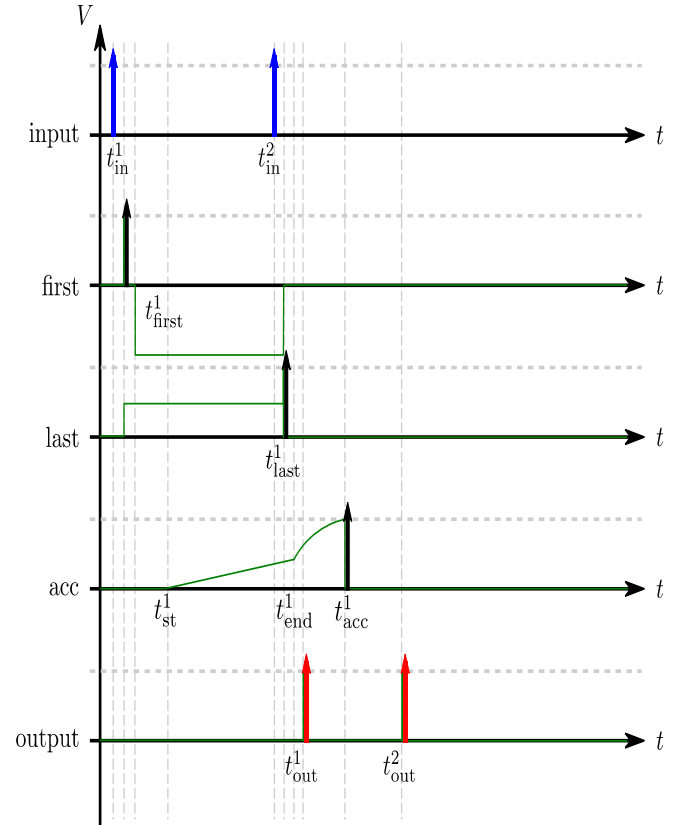 V
input t
t^1_in t^2_in
first t
t^1_first
last t
t^1_last
acc t
t^1_st t^1_end t^1_acc
output t
t^1_out t^2_out